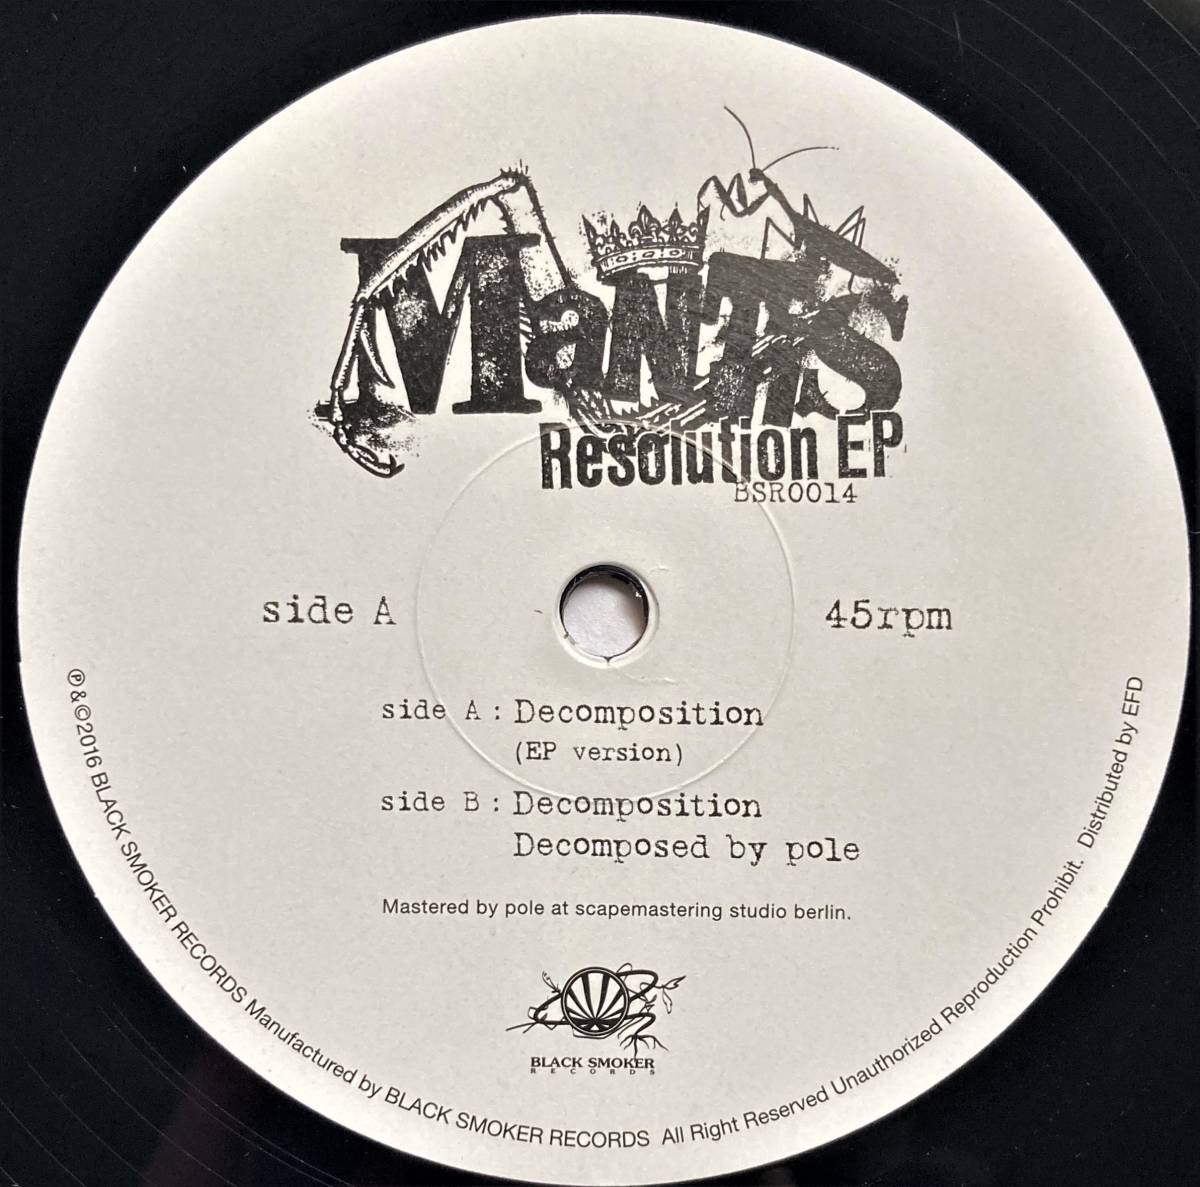 MaNTiS
Resolution EP
BSR0014
side A
45rpm
side A : Decomposition
(EP version)
side B : Decomposition
Decomposed by pole
Mastered by pole at scapemastering studio berlin.
BLACK SMOKER
RECORDS
℗&©2016 BLACK SMOKER RECORDS Manufactured by BLACK SMOKER RECORDS All Right Reserved Unauthorized Reproduction Prohibit. Distributed by EFD